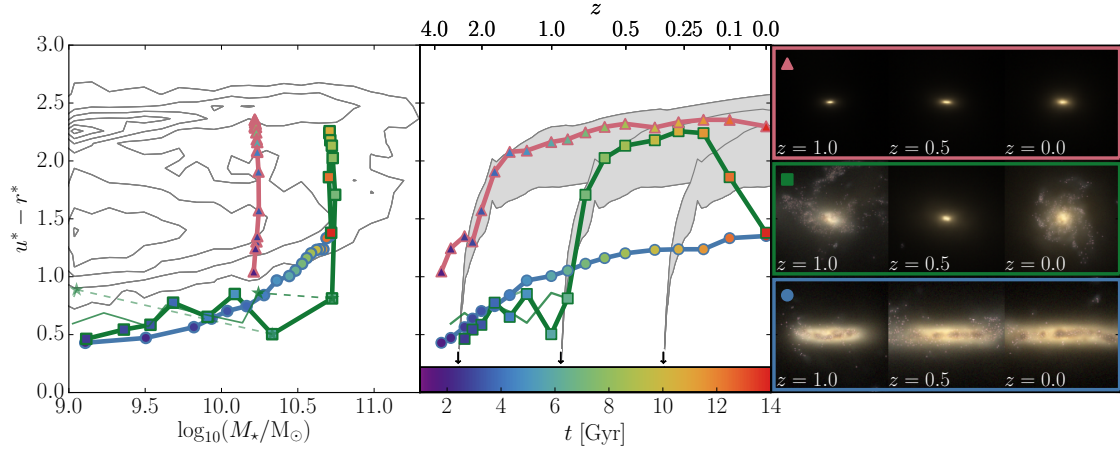 z
4.0 2.0 1.0 0.5 0.25 0.1 0.0
3.0
2.5
2.0
1.5
1.0
0.5
0.0
u* − r*
9.0 9.5 10.0 10.5 11.0
log₁₀(M⋆/M☉)
2 4 6 8 10 12 14
t [Gyr]
z = 1.0 z = 0.5 z = 0.0
z = 1.0 z = 0.5 z = 0.0
z = 1.0 z = 0.5 z = 0.0